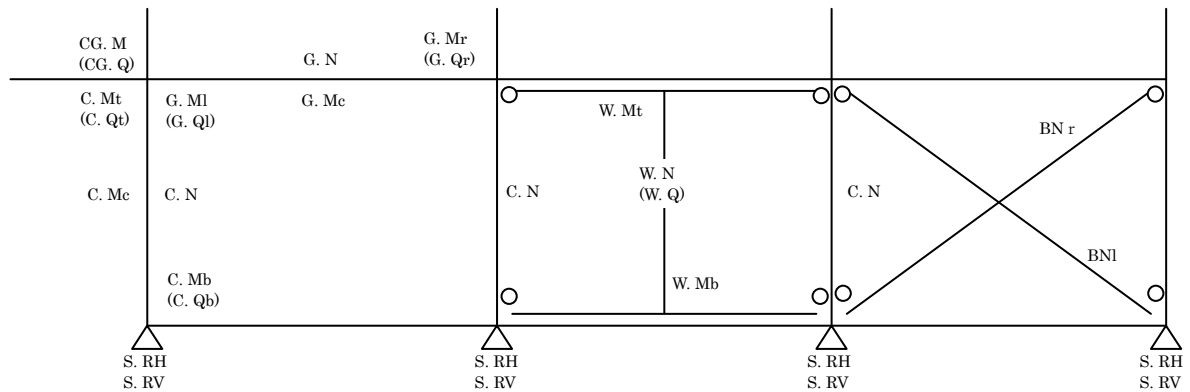 CG. M
(CG. Q)
G. N
G. Mr
(G. Qr)
C. Mt
(C. Qt)
G. Ml
(G. Ql)
G. Mc
W. Mt
BN r
C. Mc
C. N
C. N
W. N
(W. Q)
C. N
C. Mb
(C. Qb)
W. Mb
BNl
S. RH
S. RV
S. RH
S. RV
S. RH
S. RV
S. RH
S. RV